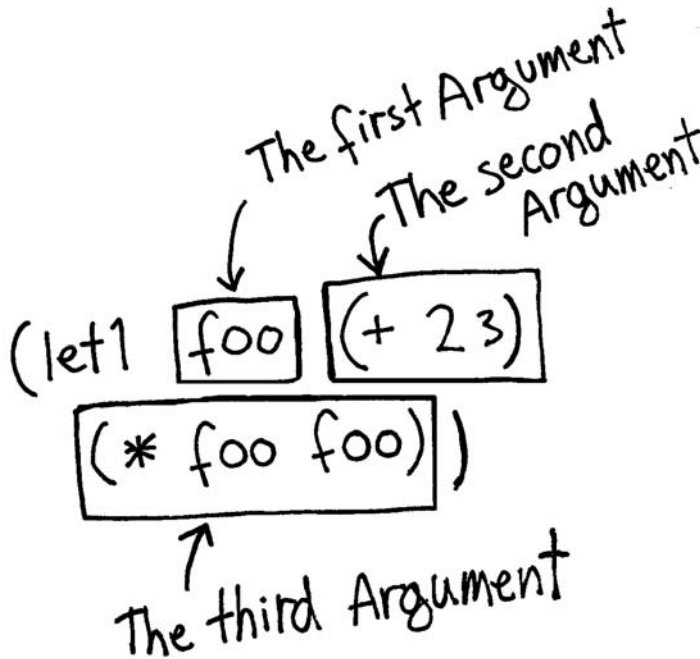 The first Argument
The second
Argument
(let1 foo (+ 2 3)
(* foo foo))
The third Argument